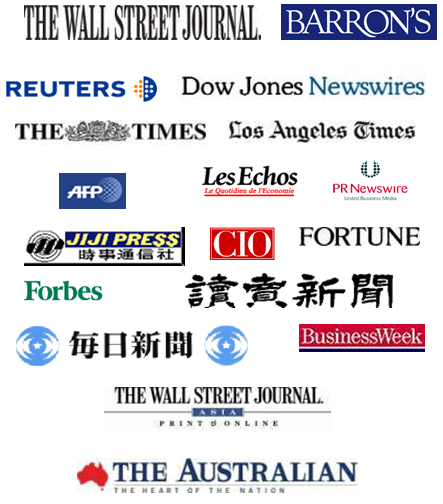 THE WALL STREET JOURNAL.
BARRON'S
REUTERS
Dow Jones Newswires
THE TIMES
Los Angeles Times
AFP
Les Echos
Le Quotidien de l'Economie
PR Newswire
United Business Media
JIJI PRESS
時事通信社
CIO
FORTUNE
Forbes
讀賣新聞
毎日新聞
BusinessWeek
THE WALL STREET JOURNAL.
ASIA
PRINT & ONLINE
THE AUSTRALIAN
THE HEART OF THE NATION